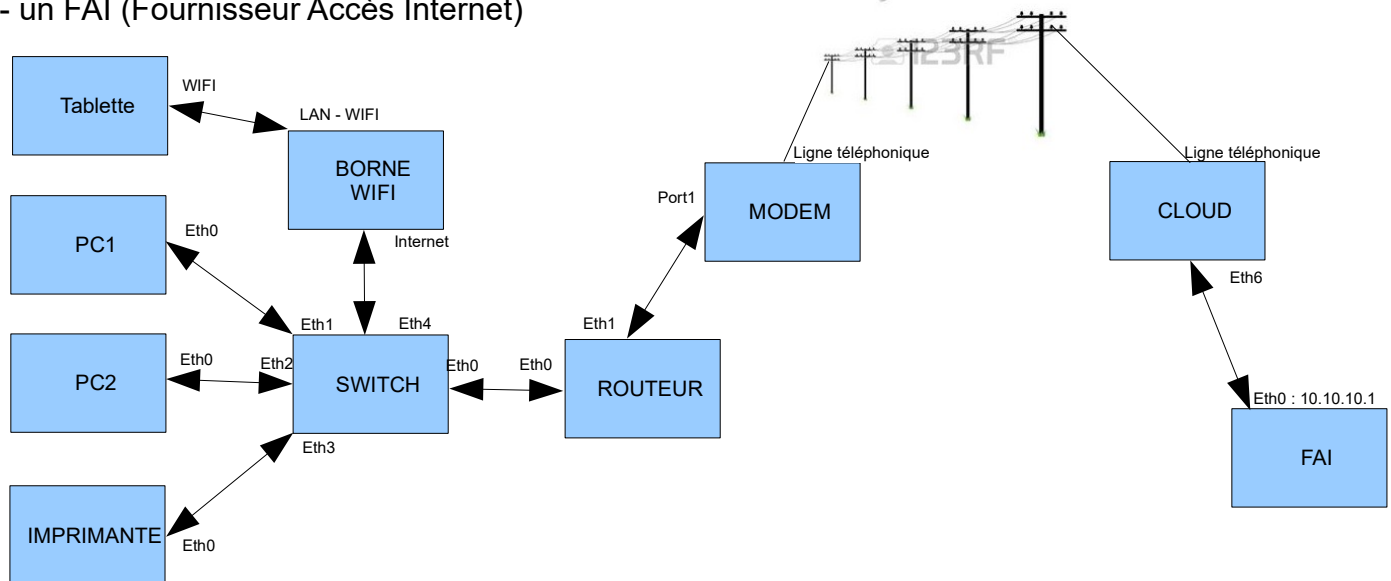 - un FAI (Fournisseur Accès Internet)
123RF
Tablette
WIFI
LAN - WIFI
BORNE
WIFI
Internet
Ligne téléphonique
Ligne téléphonique
Port1
MODEM
CLOUD
PC1
Eth0
Eth6
Eth1
Eth4
Eth1
PC2
Eth0
Eth2
SWITCH
Eth0
Eth0
ROUTEUR
Eth0 : 10.10.10.1
FAI
Eth3
IMPRIMANTE
Eth0